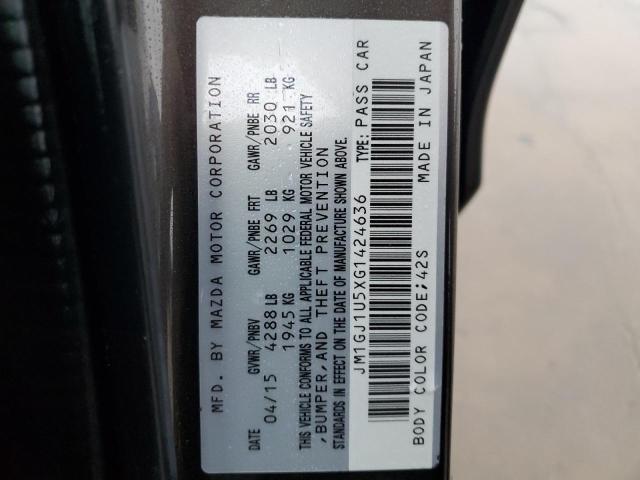 MFD. BY MAZDA MOTOR CORPORATION
DATE GVWR/PNBV GAWR/PNBE FRT GAWR/PNBE RR
04/15 4288 LB 2269 LB 2030 LB
1945 KG 1029 KG 921 KG
THIS VEHICLE CONFORMS TO ALL APPLICABLE FEDERAL MOTOR VEHICLE SAFETY
,BUMPER,AND THEFT PREVENTION
STANDARDS IN EFFECT ON THE DATE OF MANUFACTURE SHOWN ABOVE.
JM1GJ1U5XG1424636 TYPE: PASS CAR
BODY COLOR CODE;42S MADE IN JAPAN